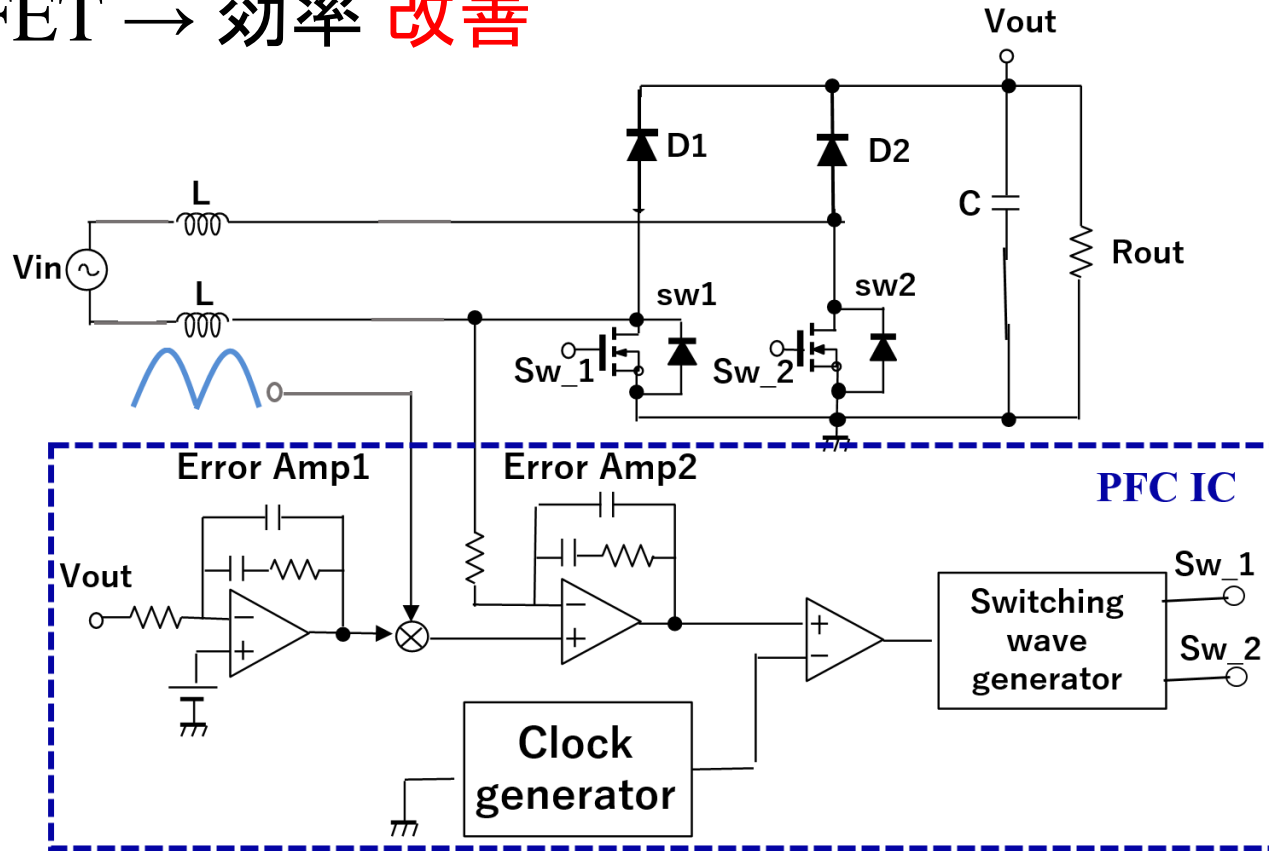 FET → 効率 改善
Vout
D1
D2
L
C
Vin
Rout
L
sw1
sw2
Sw_1
Sw_2
Error Amp1
Error Amp2
PFC IC
Vout
−
+
−
+
+
−
Switching
wave
generator
Sw_1
Sw_2
Clock
generator